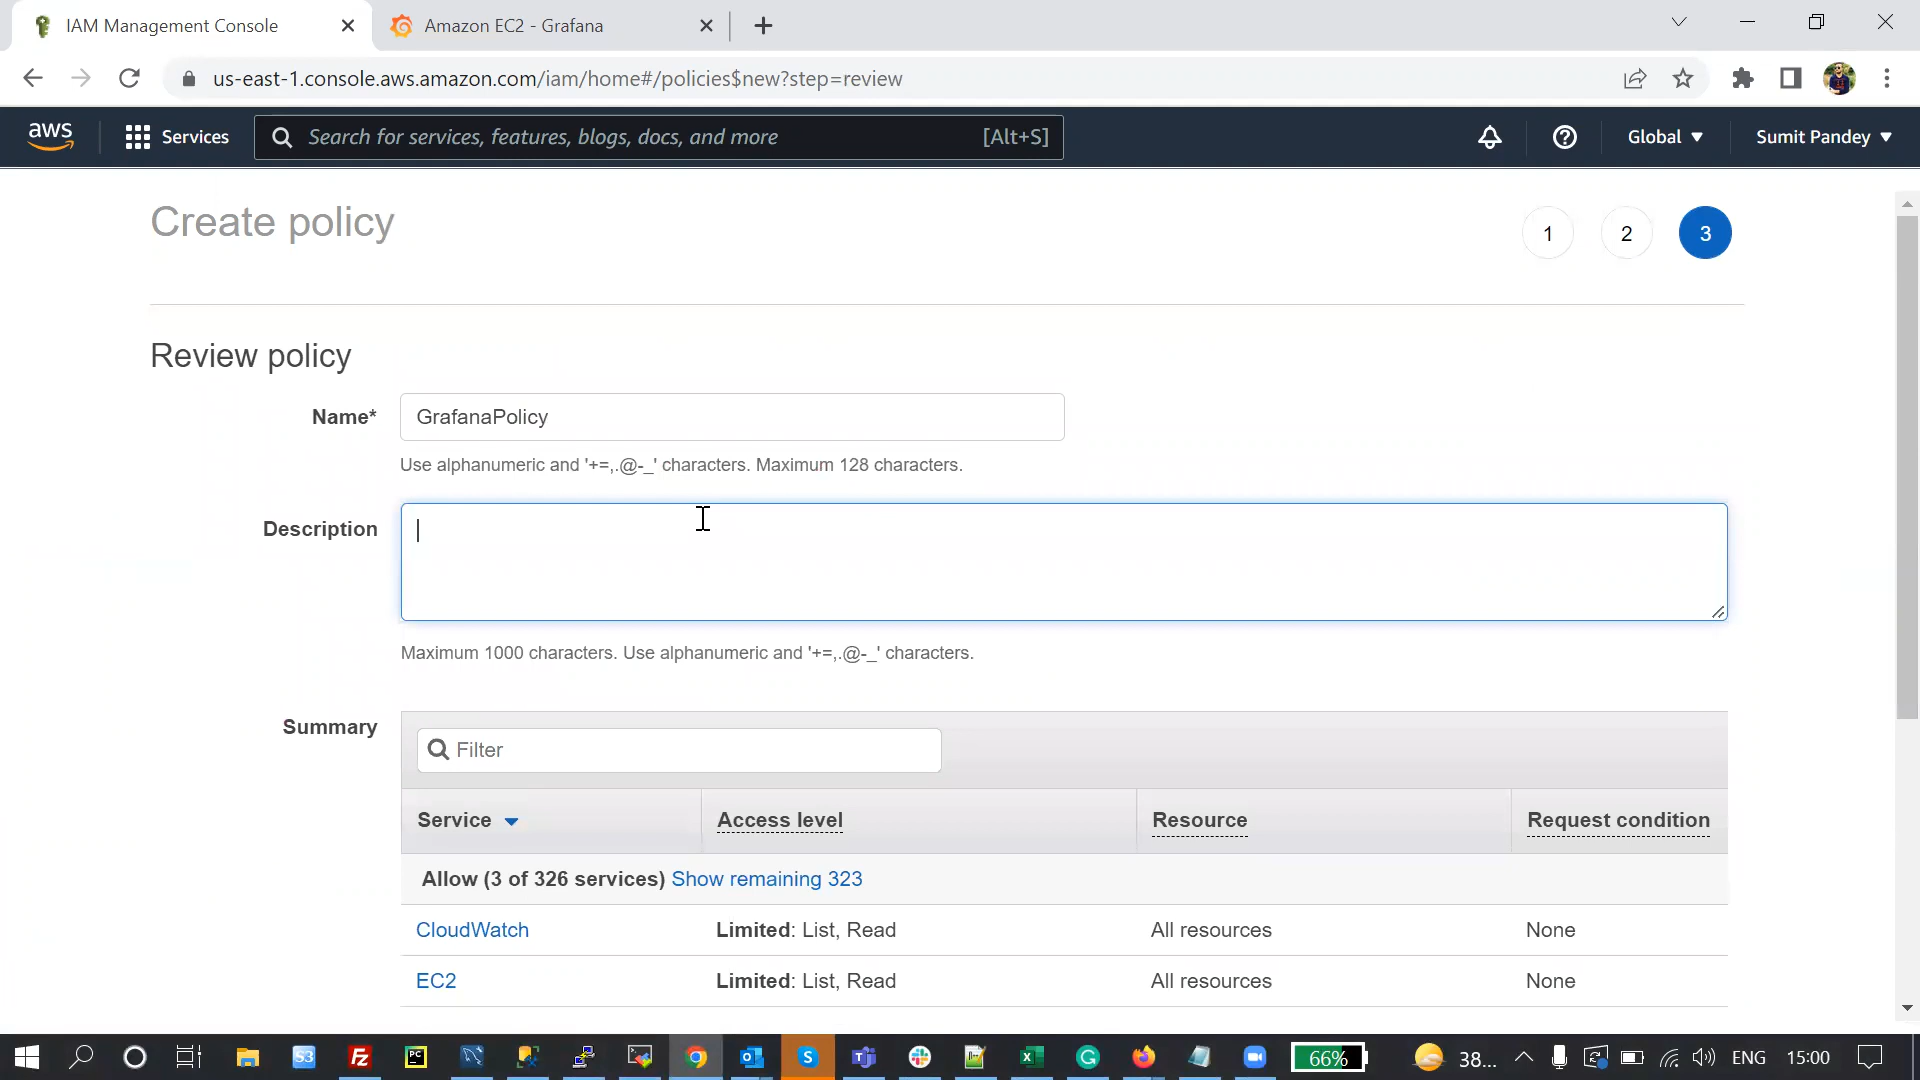 IAM Management Console
Amazon EC2 - Grafana
us-east-1.console.aws.amazon.com/iam/home#/policies$new?step=review
aws
Services
Search for services, features, blogs, docs, and more
[Alt+S]
Global
Sumit Pandey
Create policy
1
2
3
Review policy
Name*
GrafanaPolicy
Use alphanumeric and '+=,.@-_' characters. Maximum 128 characters.
Description
Maximum 1000 characters. Use alphanumeric and '+=,.@-_' characters.
Summary
Filter
Service
Access level
Resource
Request condition
Allow (3 of 326 services) Show remaining 323
CloudWatch
Limited: List, Read
All resources
None
EC2
Limited: List, Read
All resources
None
S3
FZ
PC
S
66%
38...
ENG
15:00